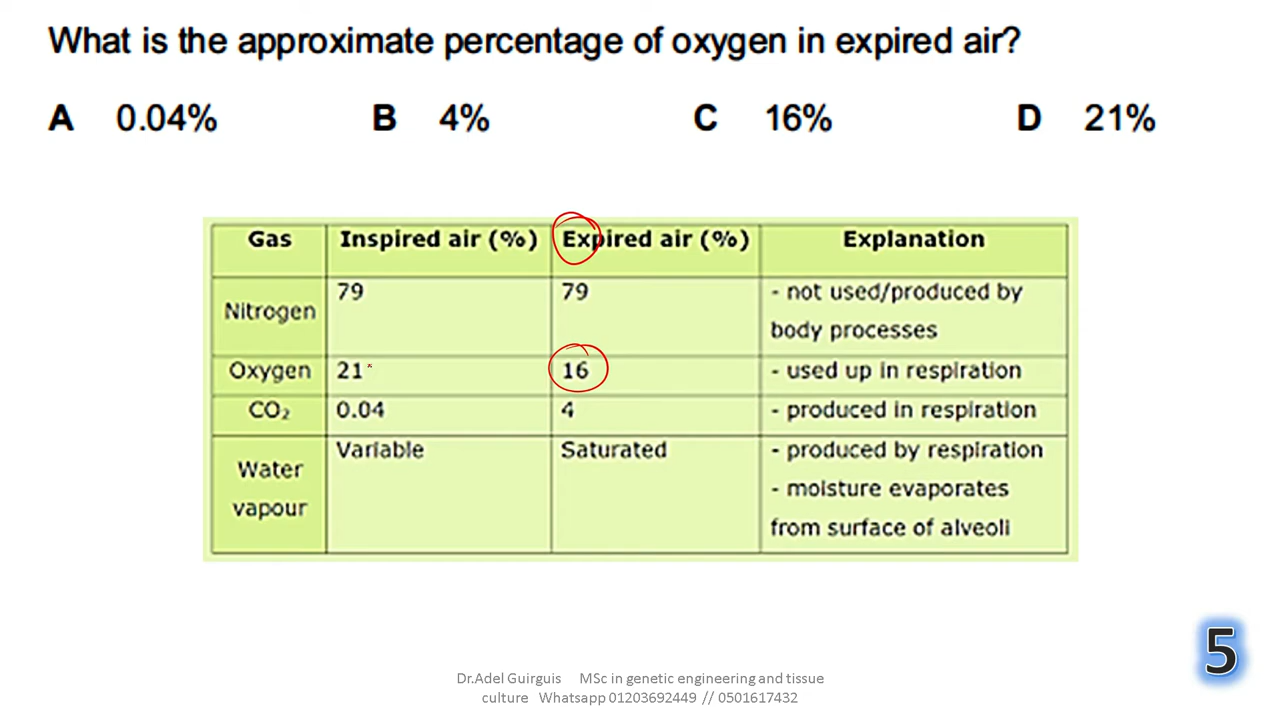 What is the approximate percentage of oxygen in expired air?
A 0.04% B 4% C 16% D 21%
Gas Inspired air (%) Expired air (%) Explanation
Nitrogen 79 79 - not used/produced by
body processes
Oxygen 21 16 - used up in respiration
CO₂ 0.04 4 - produced in respiration
Water
vapour Variable Saturated - produced by respiration
- moisture evaporates
from surface of alveoli
5
Dr.Adel Guirguis MSc in genetic engineering and tissue
culture Whatsapp 01203692449 // 0501617432